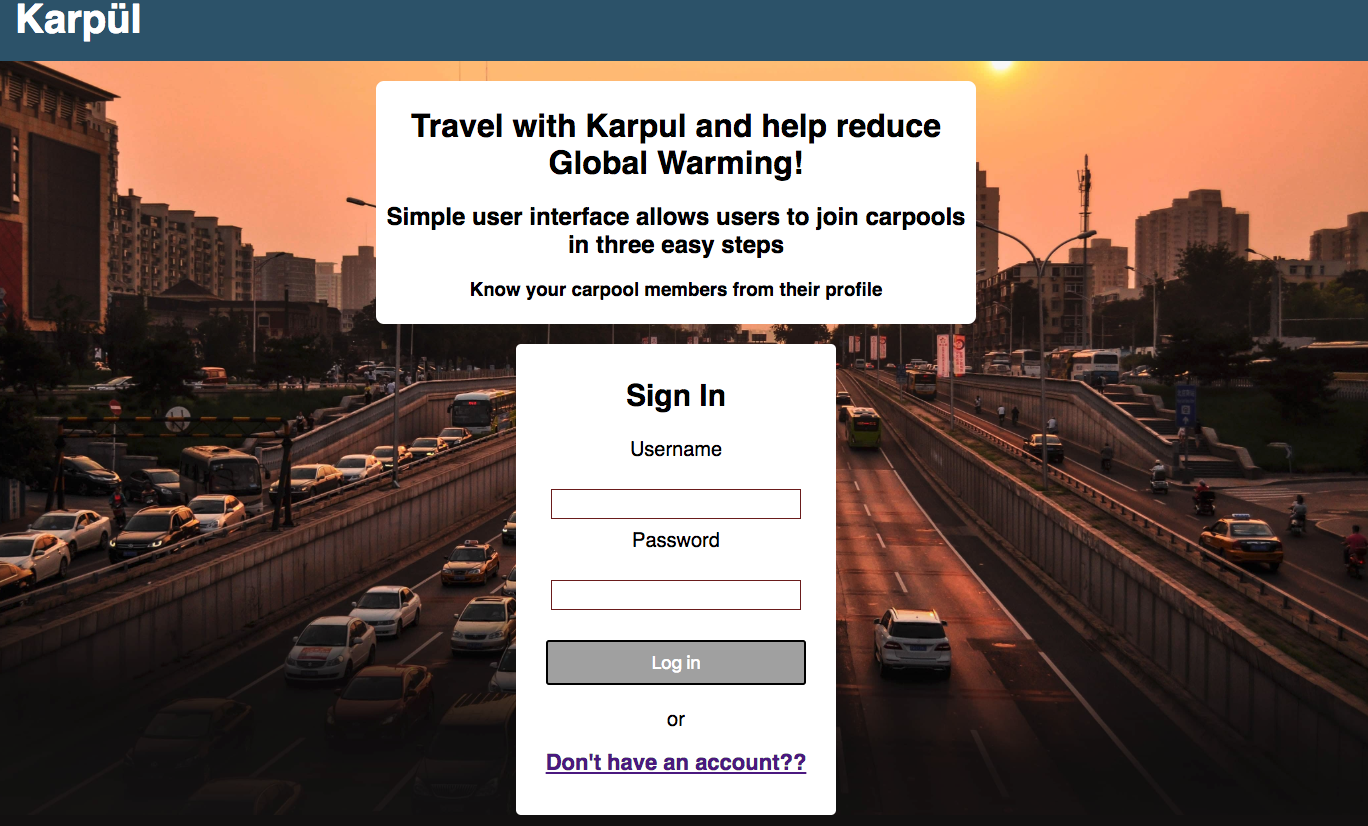 Karpül
Travel with Karpul and help reduce
Global Warming!
Simple user interface allows users to join carpools
in three easy steps
Know your carpool members from their profile
Sign In
Username
Password
Log in
or
Don't have an account??